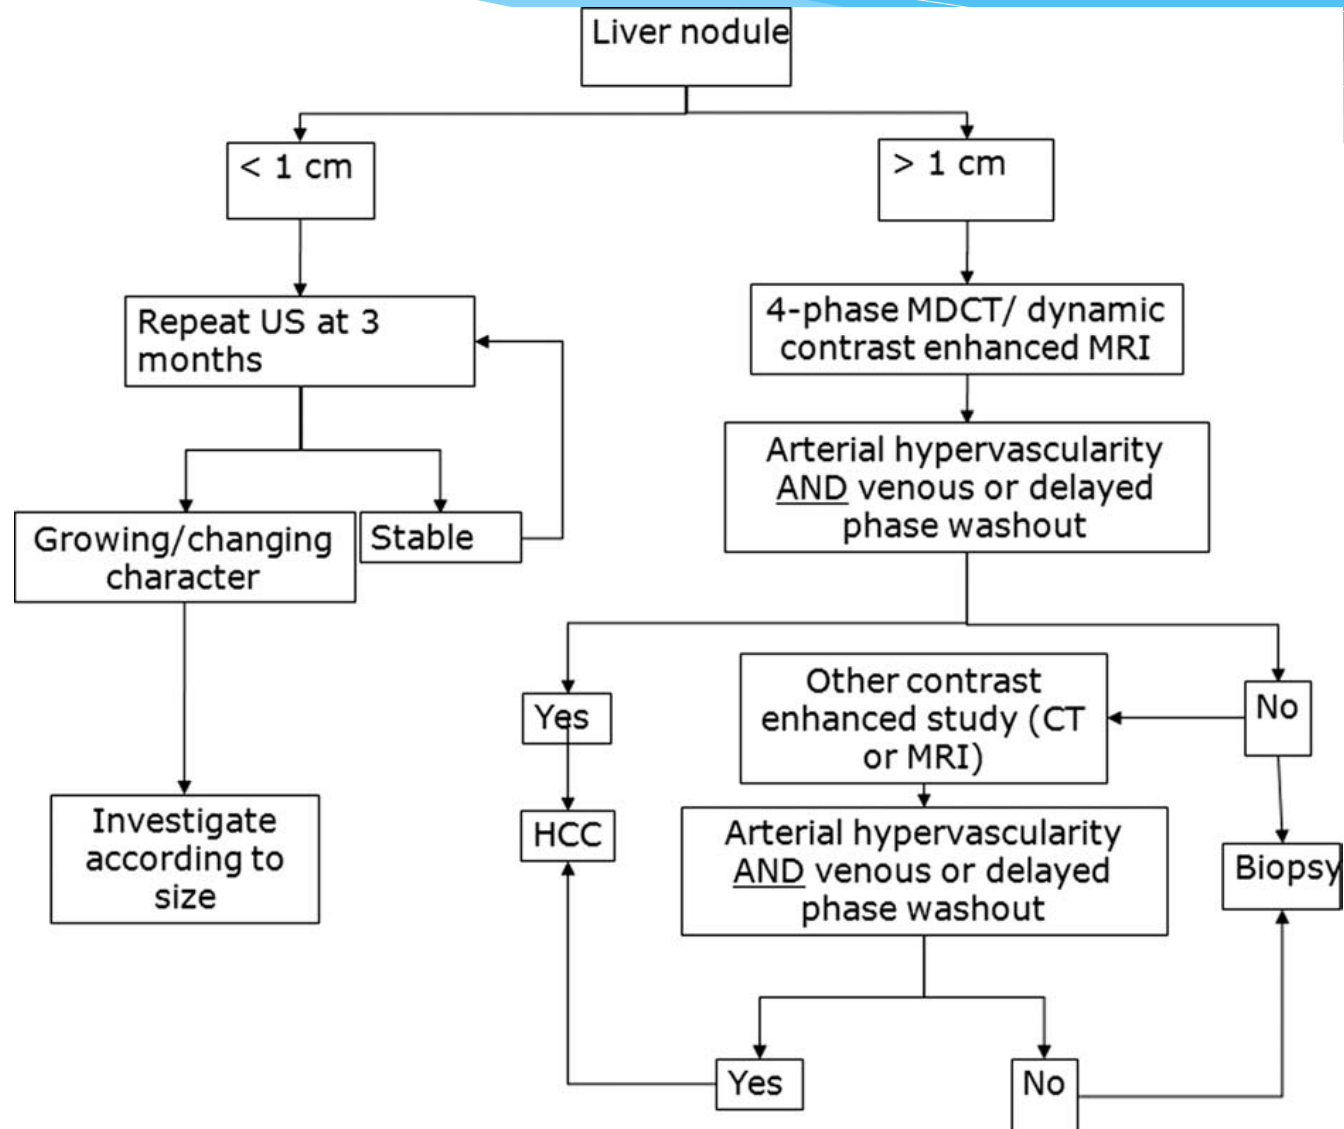 Liver nodule
< 1 cm
> 1 cm
Repeat US at 3
months
4-phase MDCT/ dynamic
contrast enhanced MRI
Arterial hypervascularity
AND venous or delayed
phase washout
Growing/changing
character
Stable
Investigate
according to
size
Yes
Other contrast
enhanced study (CT
or MRI)
No
HCC
Arterial hypervascularity
AND venous or delayed
phase washout
Biopsy
Yes
No